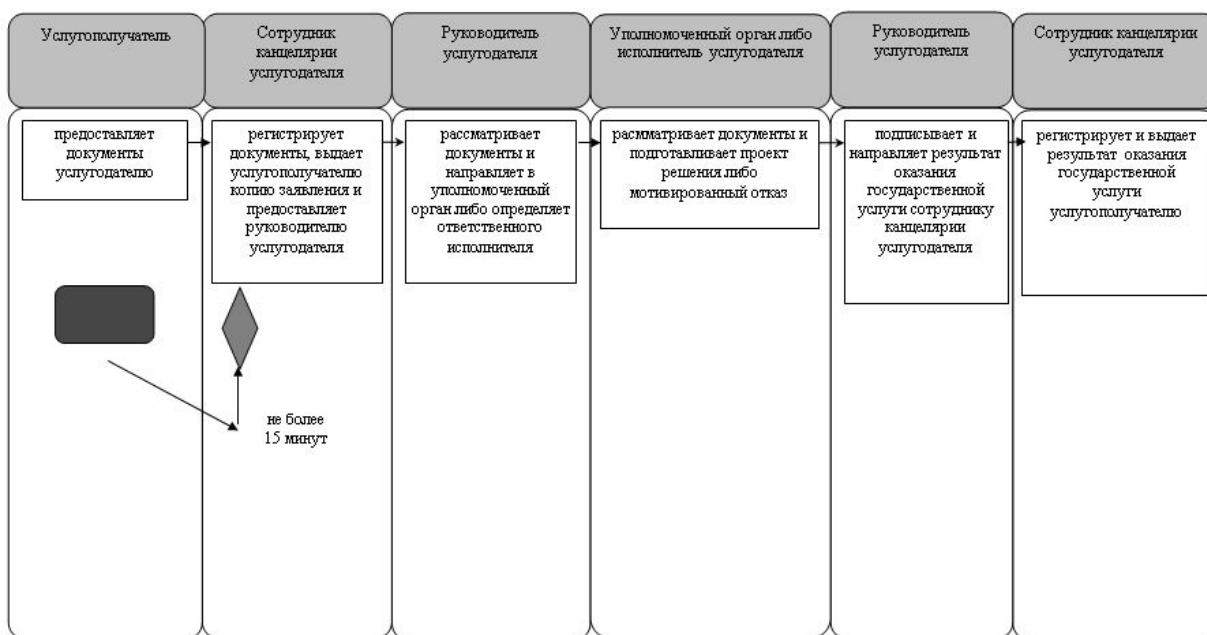 Услугополучатель
Сотрудник
канцелярии
услугодателя
Руководитель
услугодателя
Уполномоченный орган либо
исполнитель услугодателя
Руководитель
услугодателя
Сотрудник канцелярии
услугодателя
предоставляет
документы
услугодателю
регистрирует
документы, выдает
услугополучателю
копию заявления и
предоставляет
руководителю
услугодателя
рассматривает
документы и
направляет в
уполномоченный
орган либо определяет
ответственного
исполнителя
расмматривает документы и
подготавливает проект
решения либо
мотивированный отказ
подписывает и
направляет результат
оказания
государственной
услуги сотруднику
канцелярии
услугодателя
регистрирует и выдает
результат оказания
государственной
услуги
услугополучателю
не более
15 минут